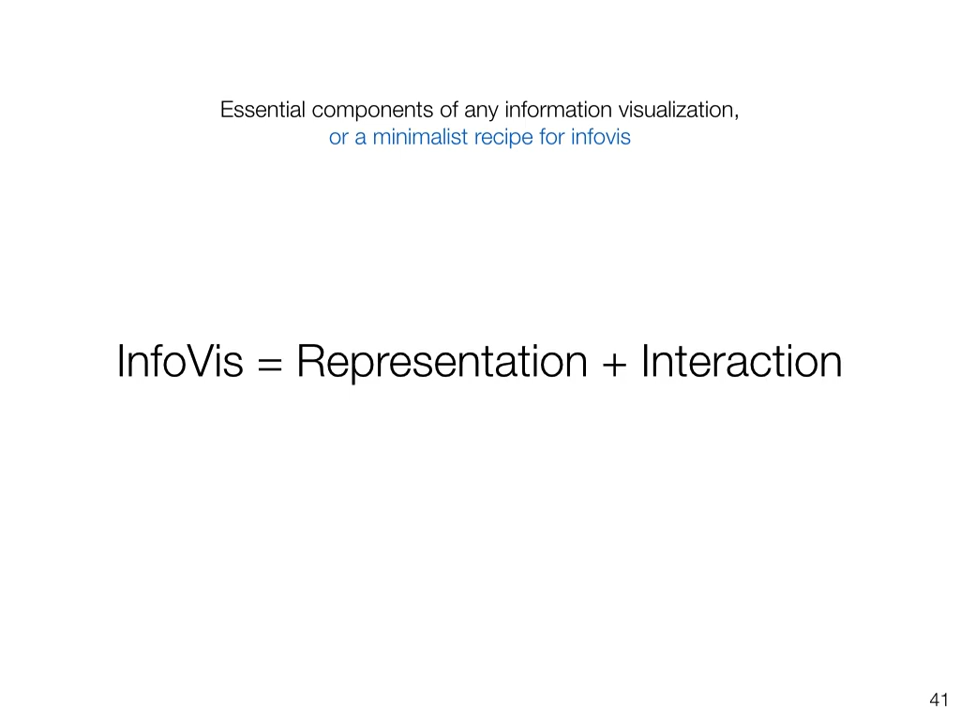 Essential components of any information visualization,
or a minimalist recipe for infovis
InfoVis = Representation + Interaction
41